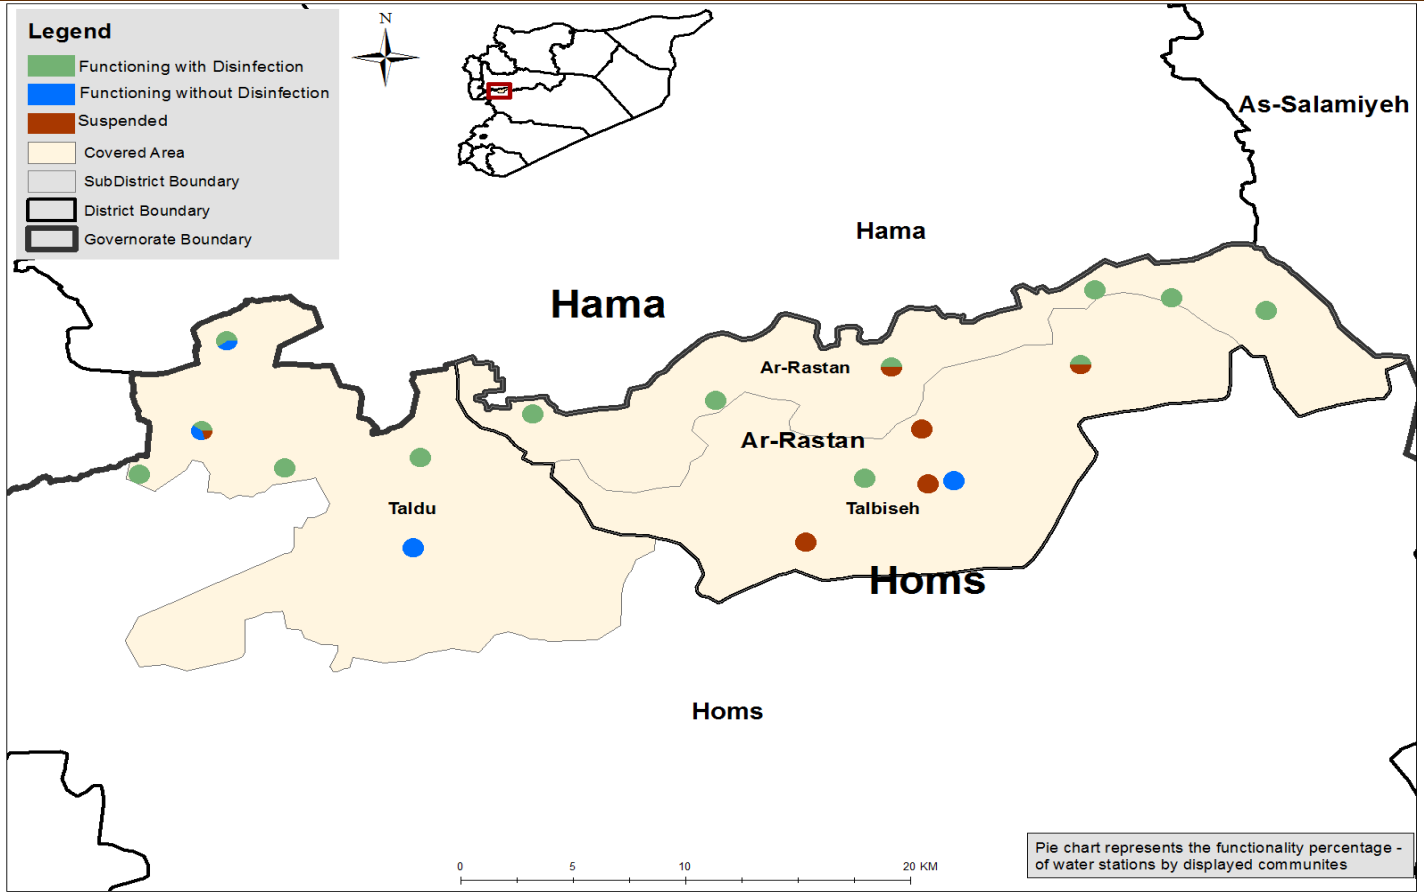 Legend
Functioning with Disinfection
Functioning without Disinfection
Suspended
Covered Area
SubDistrict Boundary
District Boundary
Governorate Boundary
N
As-Salamiyeh
Hama
Hama
Ar-Rastan
Ar-Rastan
Taldu
Talbiseh
Homs
Homs
0 5 10 20 KM
Pie chart represents the functionality percentage -
of water stations by displayed communites